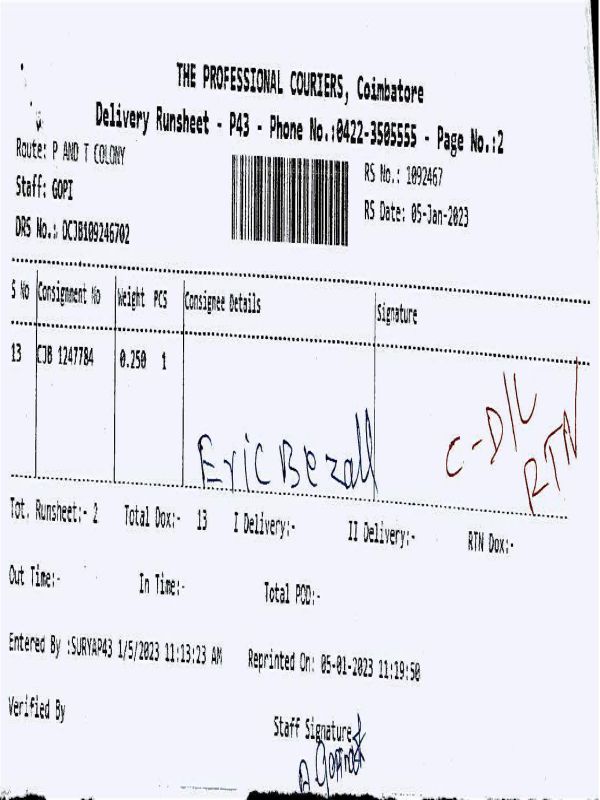 THE PROFESSIONAL COURIERS, Coimbatore
Delivery Runsheet - P43 - Phone No.:0422-3505555 - Page No.:2
Route: P AND T COLONY
RS No.: 1092467
Staff: GOPI
RS Date: 05-Jan-2023
DRS No.: DCJB109246702
S No Consignment No Weight PCS Consignee Details Signature
13 CJB 1247784 0.250 1
Eric Bezall
C-D/L
RTN
Tot. Runsheet:- 2 Total Dox:- 13 I Delivery:- II Delivery:- RTN Dox:-
Out Time:- In Time:- Total POD:-
Entered By :SURYAP43 1/5/2023 11:13:23 AM Reprinted On: 05-01-2023 11:19:50
Verified By
Staff Signature